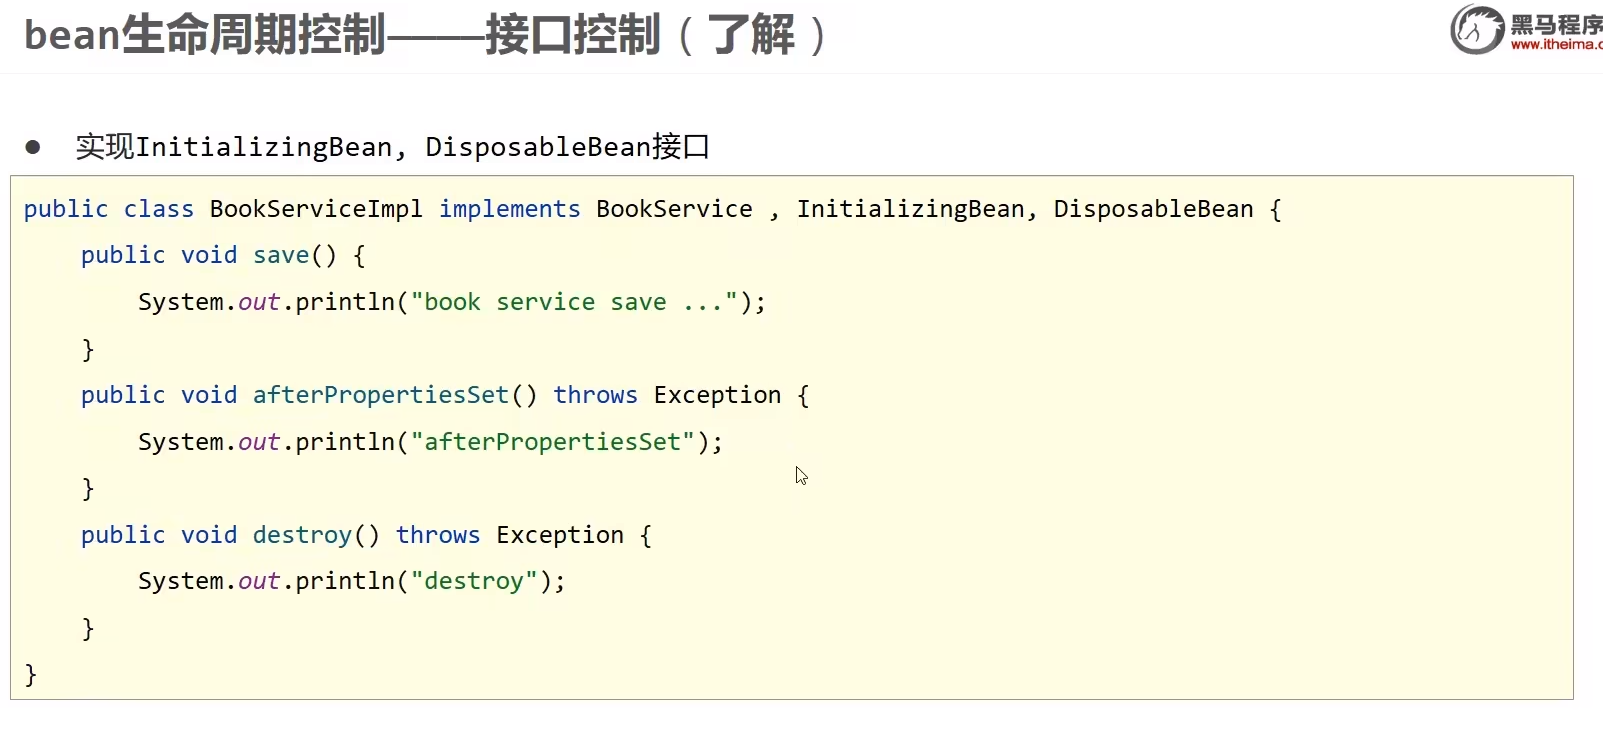 bean生命周期控制————接口控制（了解）
黑马程序
www.itheima.c
● 实现InitializingBean, DisposableBean接口
public class BookServiceImpl implements BookService , InitializingBean, DisposableBean {
    public void save() {
        System.out.println("book service save ...");
    }
    public void afterPropertiesSet() throws Exception {
        System.out.println("afterPropertiesSet");
    }
    public void destroy() throws Exception {
        System.out.println("destroy");
    }
}